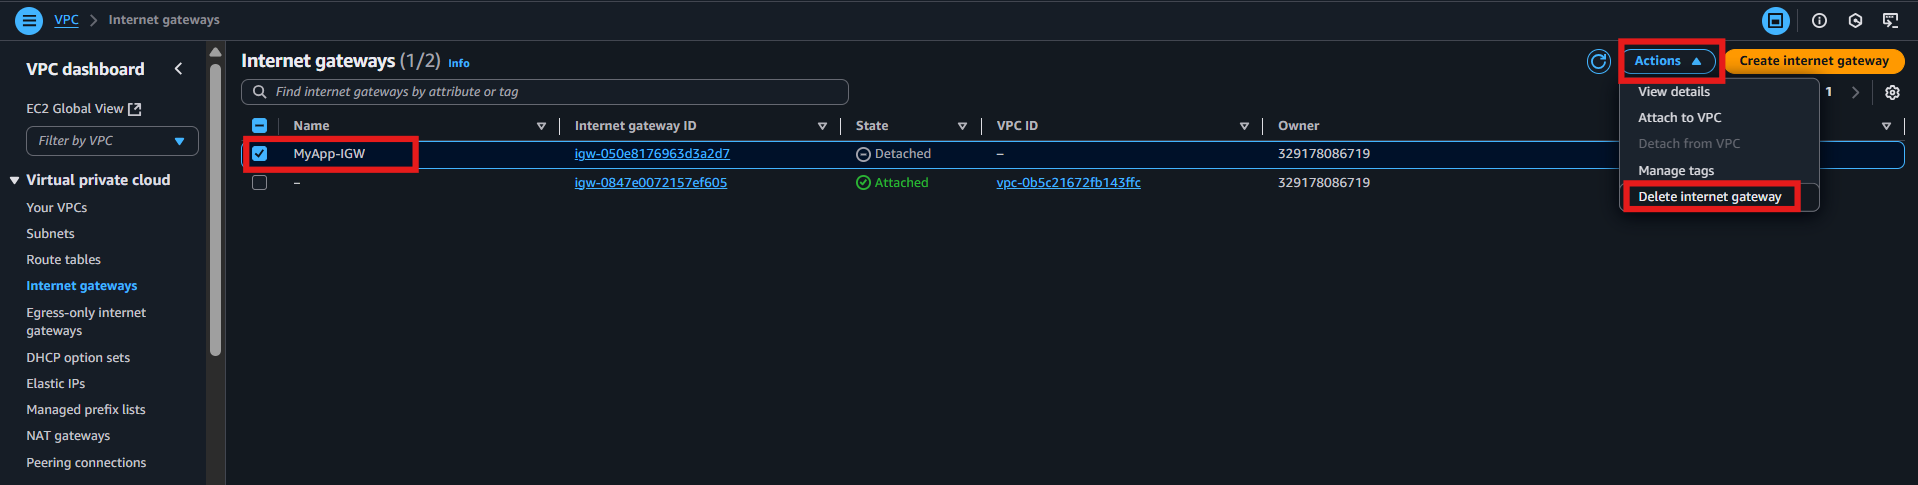 VPC > Internet gateways
VPC dashboard
EC2 Global View
Filter by VPC
Virtual private cloud
Your VPCs
Subnets
Route tables
Internet gateways
Egress-only internet
gateways
DHCP option sets
Elastic IPs
Managed prefix lists
NAT gateways
Peering connections
Internet gateways (1/2) Info
Actions
Create internet gateway
Find internet gateways by attribute or tag
1
Name Internet gateway ID State VPC ID Owner
MyApp-IGW igw-050e8176963d3a2d7 Detached – 329178086719
– igw-0847e0072157ef605 Attached vpc-0b5c21672fb143ffc 329178086719
View details
Attach to VPC
Detach from VPC
Manage tags
Delete internet gateway